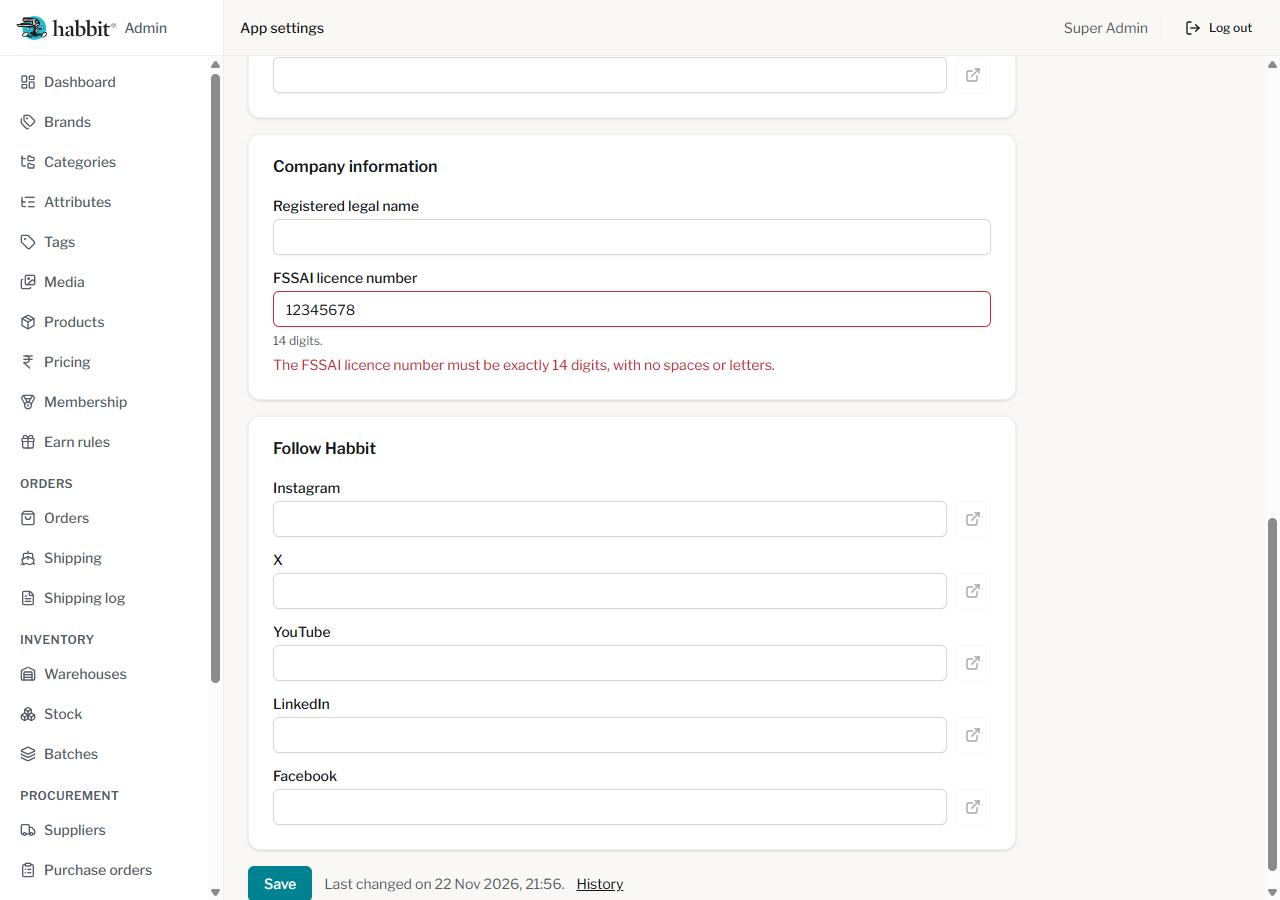 habbit® Admin
App settings
Super Admin
Log out
Dashboard
Brands
Categories
Attributes
Tags
Media
Products
Pricing
Membership
Earn rules
ORDERS
Orders
Shipping
Shipping log
INVENTORY
Warehouses
Stock
Batches
PROCUREMENT
Suppliers
Purchase orders
Company information
Registered legal name
FSSAI licence number
12345678
14 digits.
The FSSAI licence number must be exactly 14 digits, with no spaces or letters.
Follow Habbit
Instagram
X
YouTube
LinkedIn
Facebook
Save
Last changed on 22 Nov 2026, 21:56.
History